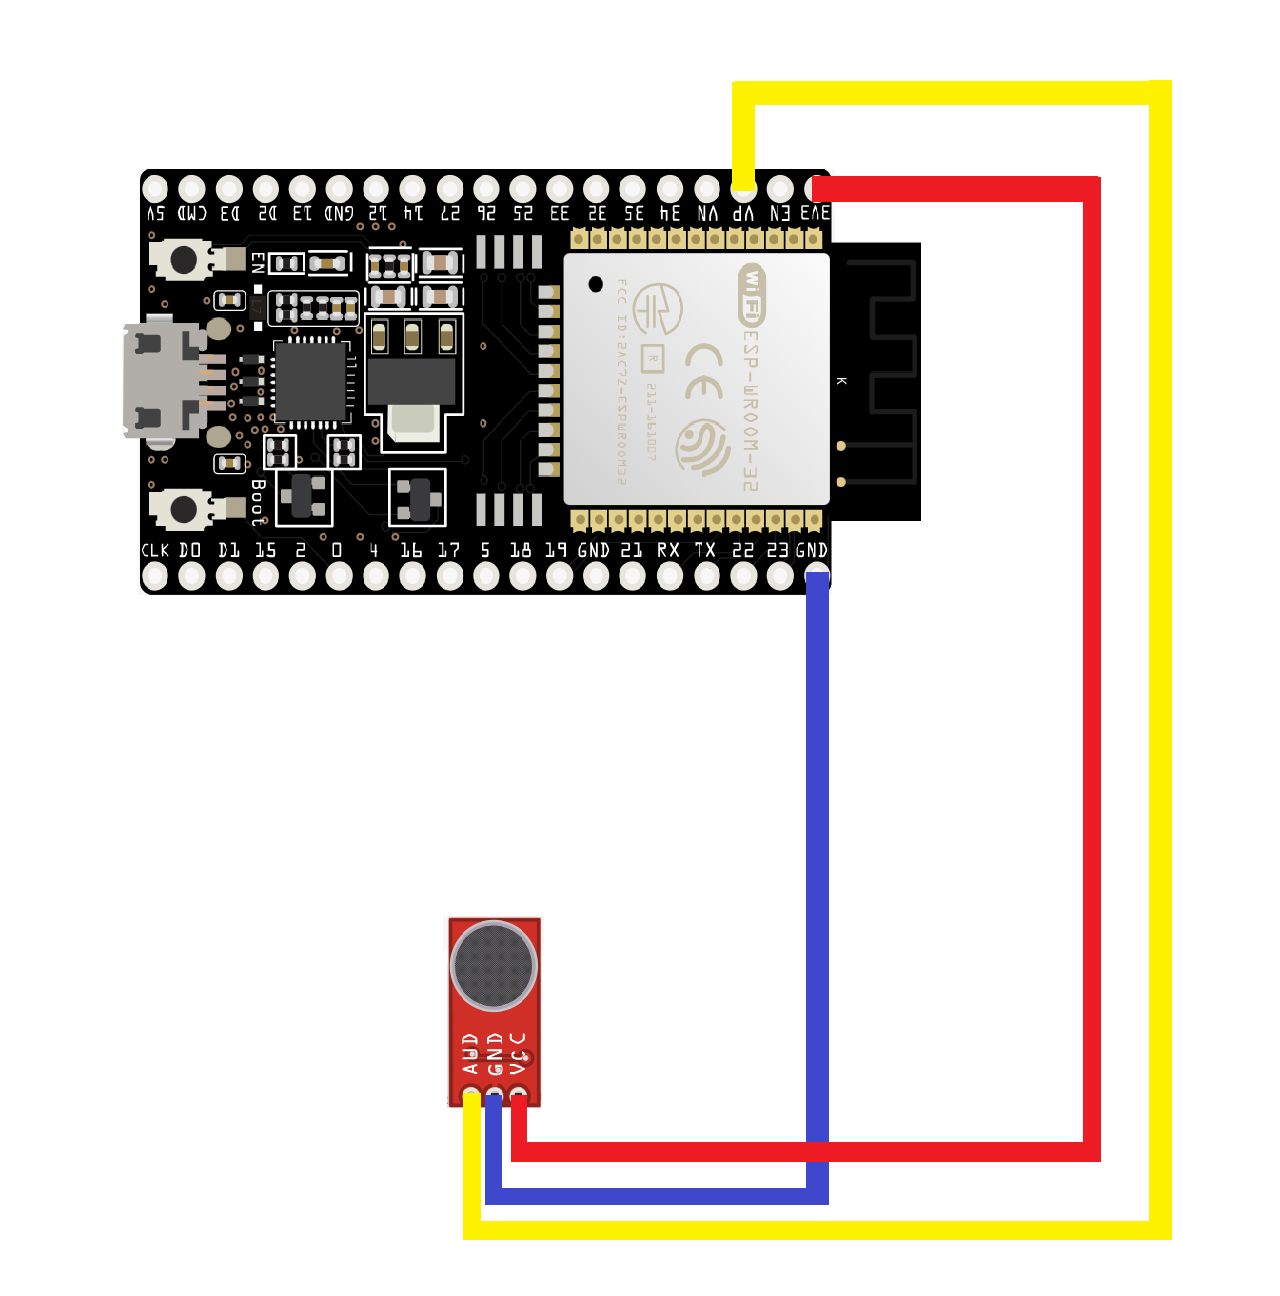 5V CMD D3 D2 13 GND 12 14 27 26 25 33 32 35 34 VN VP EN 3V3
EN
WiFi
ESP-WROOM-32
R
211-161007
FCC ID:2AC7Z-ESPWROOM32
K
Boot
CLK D0 D1 15 2 0 4 16 17 5 18 19 GND 21 RX TX 22 23 GND
AUD
GND
VCC